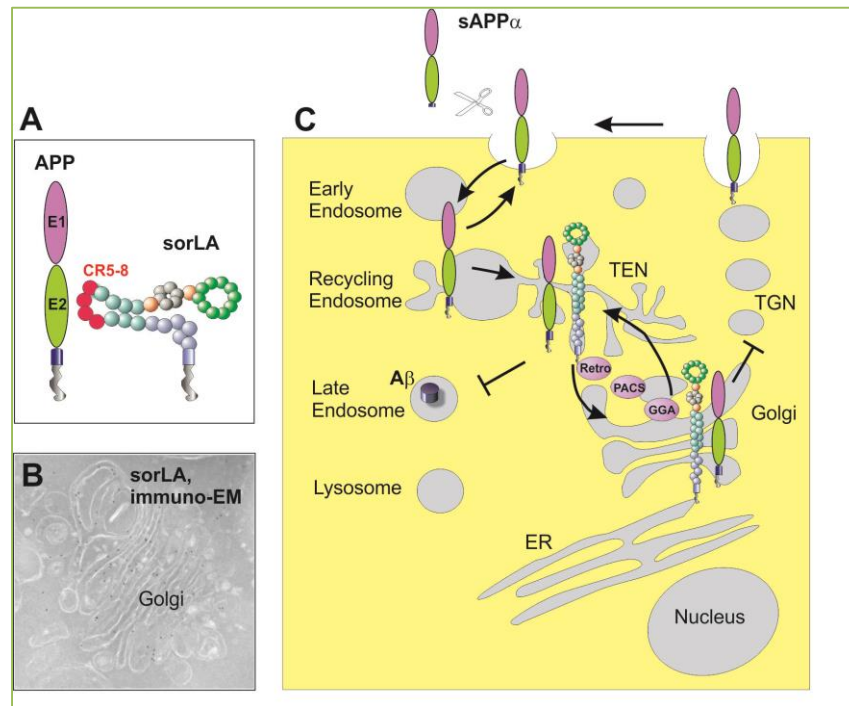 sAPPα
A
APP
E1
E2
CR5-8
sorLA
B
sorLA,
immuno-EM
Golgi
C
Early
Endosome
Recycling
Endosome
TEN
TGN
Retro
PACS
GGA
Golgi
Late
Endosome
Aβ
Lysosome
ER
Nucleus